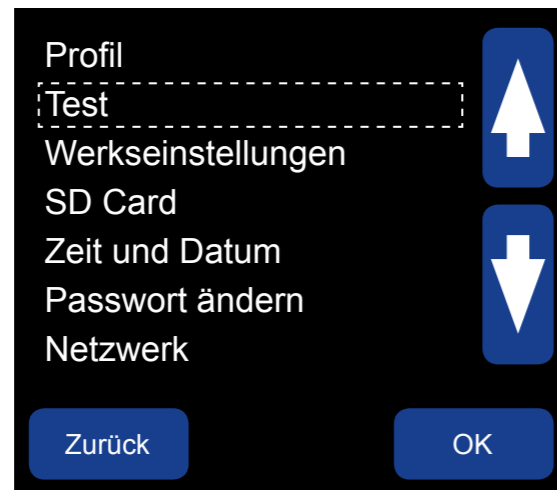 Profil
Test
Werkseinstellungen
SD Card
Zeit und Datum
Passwort ändern
Netzwerk
Zurück
OK